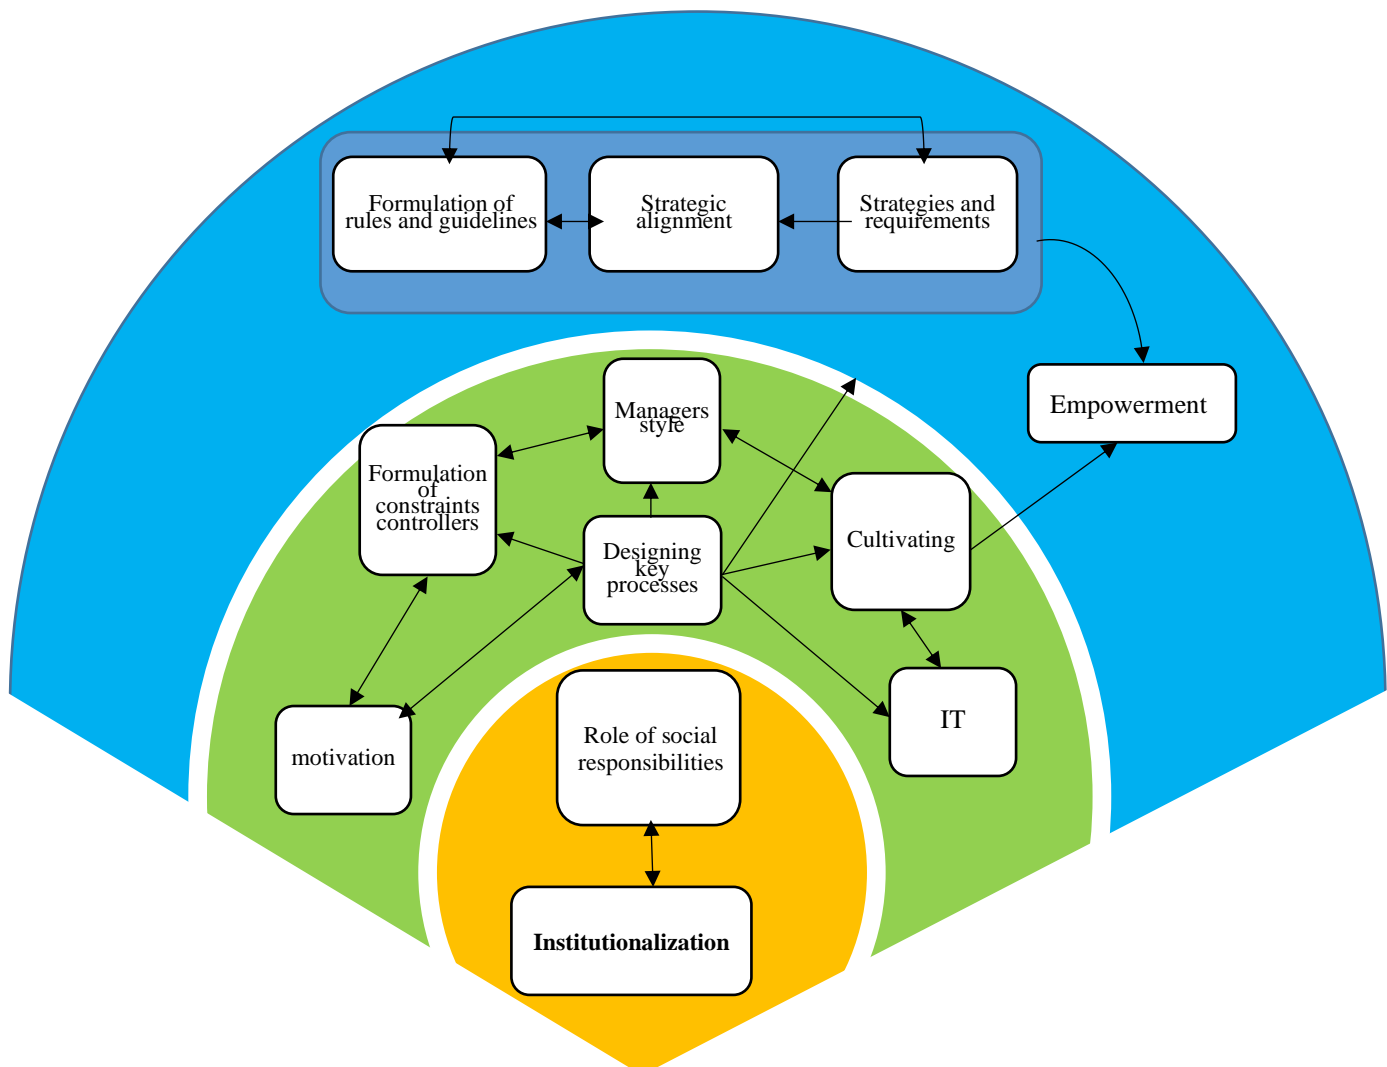 Formulation of
rules and guidelines
Strategic
alignment
Strategies and
requirements
Empowerment
Managers
style
Formulation
of
constraints
controllers
Designing
key
processes
Cultivating
motivation
IT
Role of social
responsibilities
Institutionalization